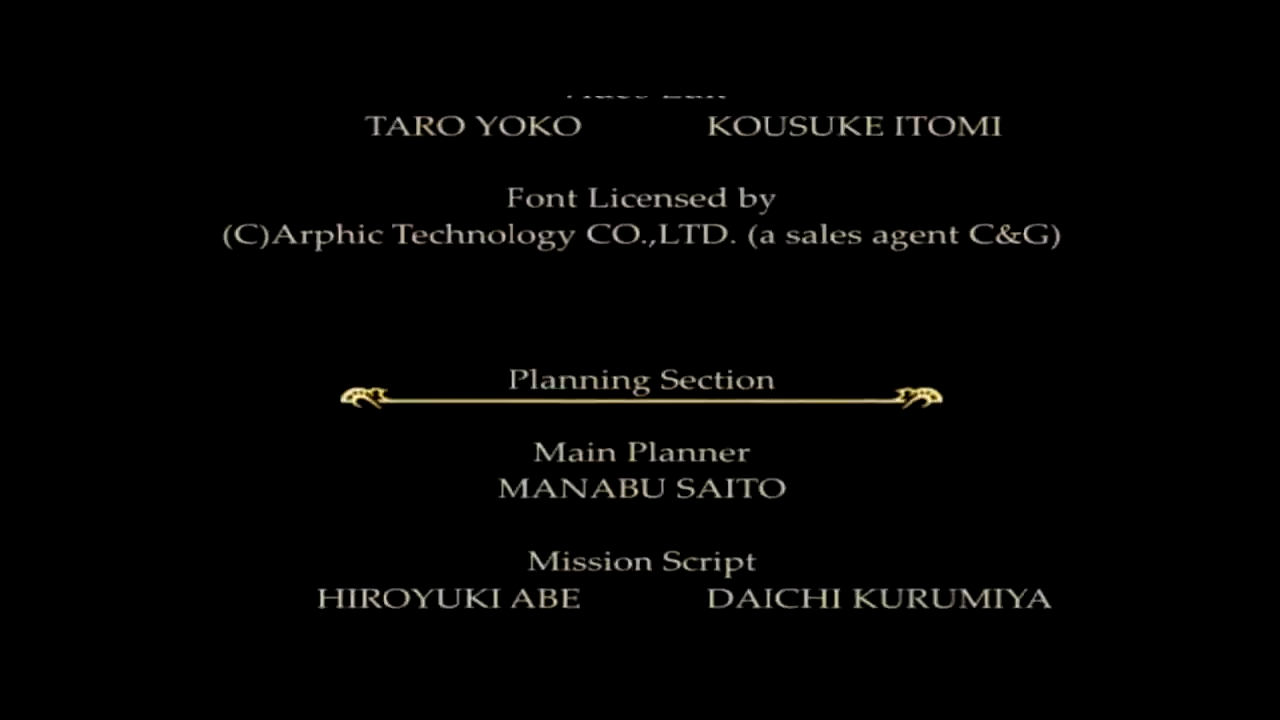 TARO YOKO KOUSUKE ITOMI
Font Licensed by
(C)Arphic Technology CO.,LTD. (a sales agent C&G)
Planning Section
Main Planner
MANABU SAITO
Mission Script
HIROYUKI ABE DAICHI KURUMIYA